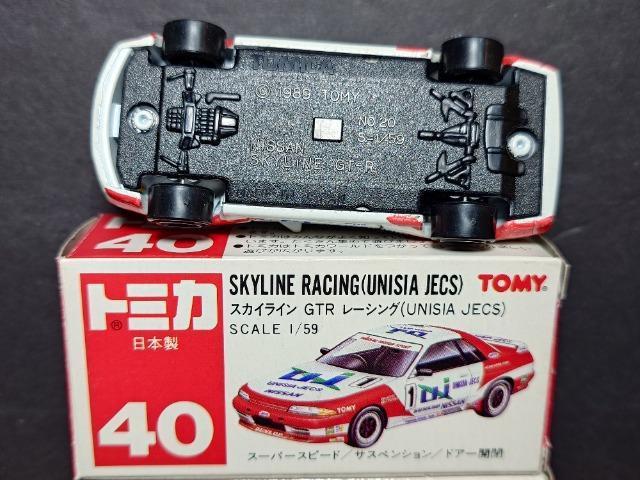 © 1989 TOMY
NO.20
S=1/59
NISSAN
SKYLINE GT-R
40
トミカ
日本製
40
SKYLINE RACING(UNISIA JECS) TOMY
スカイライン GTR レーシング(UNISIA JECS)
SCALE 1/59
UNISIA JECS
1
TOMY
NISSAN
スーパースピード/サスペンション/ドアー開閉